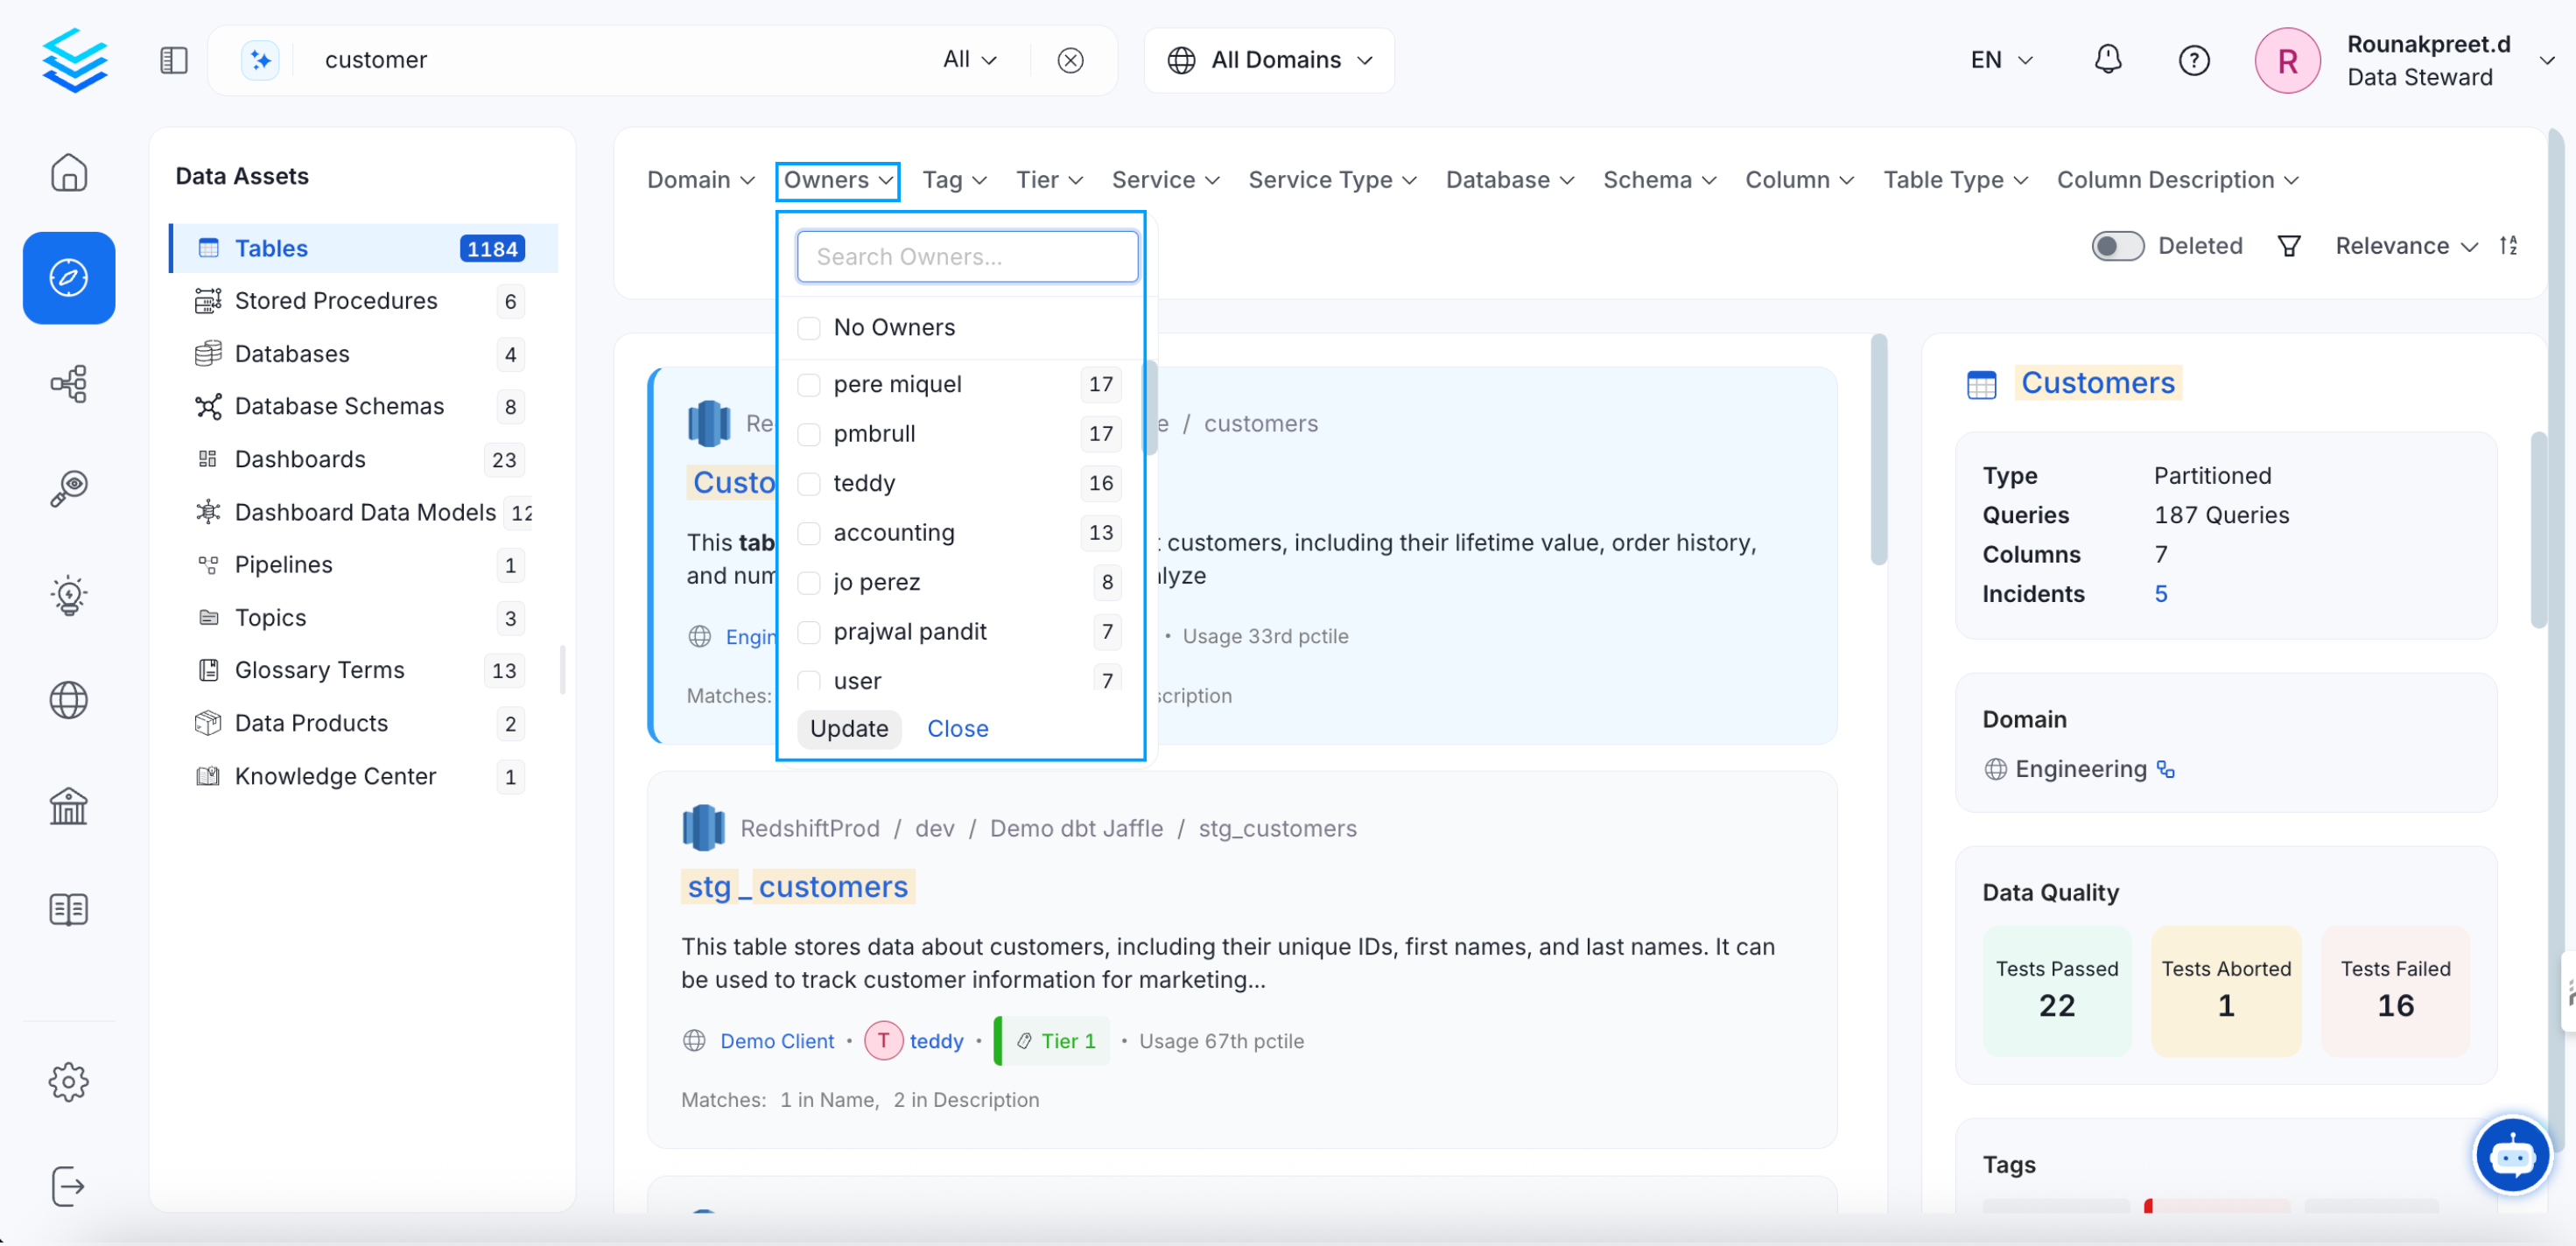 customer
All
All Domains
EN
R
Rounakpreet.d
Data Steward
Data Assets
Tables 1184
Stored Procedures 6
Databases 4
Database Schemas 8
Dashboards 23
Dashboard Data Models 12
Pipelines 1
Topics 3
Glossary Terms 13
Data Products 2
Knowledge Center 1
Domain Owners Tag Tier Service Service Type Database Schema Column Table Type Column Description
Deleted Relevance
Search Owners...
No Owners
pere miquel 17
pmbrull 17
teddy 16
accounting 13
jo perez 8
prajwal pandit 7
user 7
Update Close
Re e / customers
Custo
This tab customers, including their lifetime value, order history,
and num lyze
Engin • Usage 33rd pctile
Matches: scription
RedshiftProd / dev / Demo dbt Jaffle / stg_customers
stg_customers
This table stores data about customers, including their unique IDs, first names, and last names. It can
be used to track customer information for marketing...
Demo Client • T teddy • Tier 1 • Usage 67th pctile
Matches: 1 in Name, 2 in Description
Customers
Type Partitioned
Queries 187 Queries
Columns 7
Incidents 5
Domain
Engineering
Data Quality
Tests Passed
22
Tests Aborted
1
Tests Failed
16
Tags